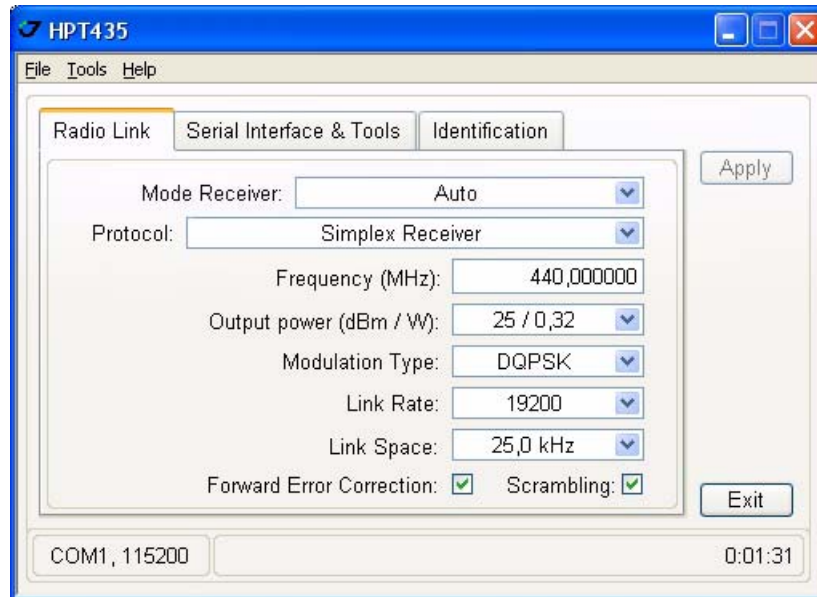 HPT435
File Tools Help
Radio Link Serial Interface & Tools Identification
Apply
Mode Receiver: Auto
Protocol: Simplex Receiver
Frequency (MHz): 440,000000
Output power (dBm / W): 25 / 0,32
Modulation Type: DQPSK
Link Rate: 19200
Link Space: 25,0 kHz
Forward Error Correction: Scrambling:
Exit
COM1, 115200 0:01:31